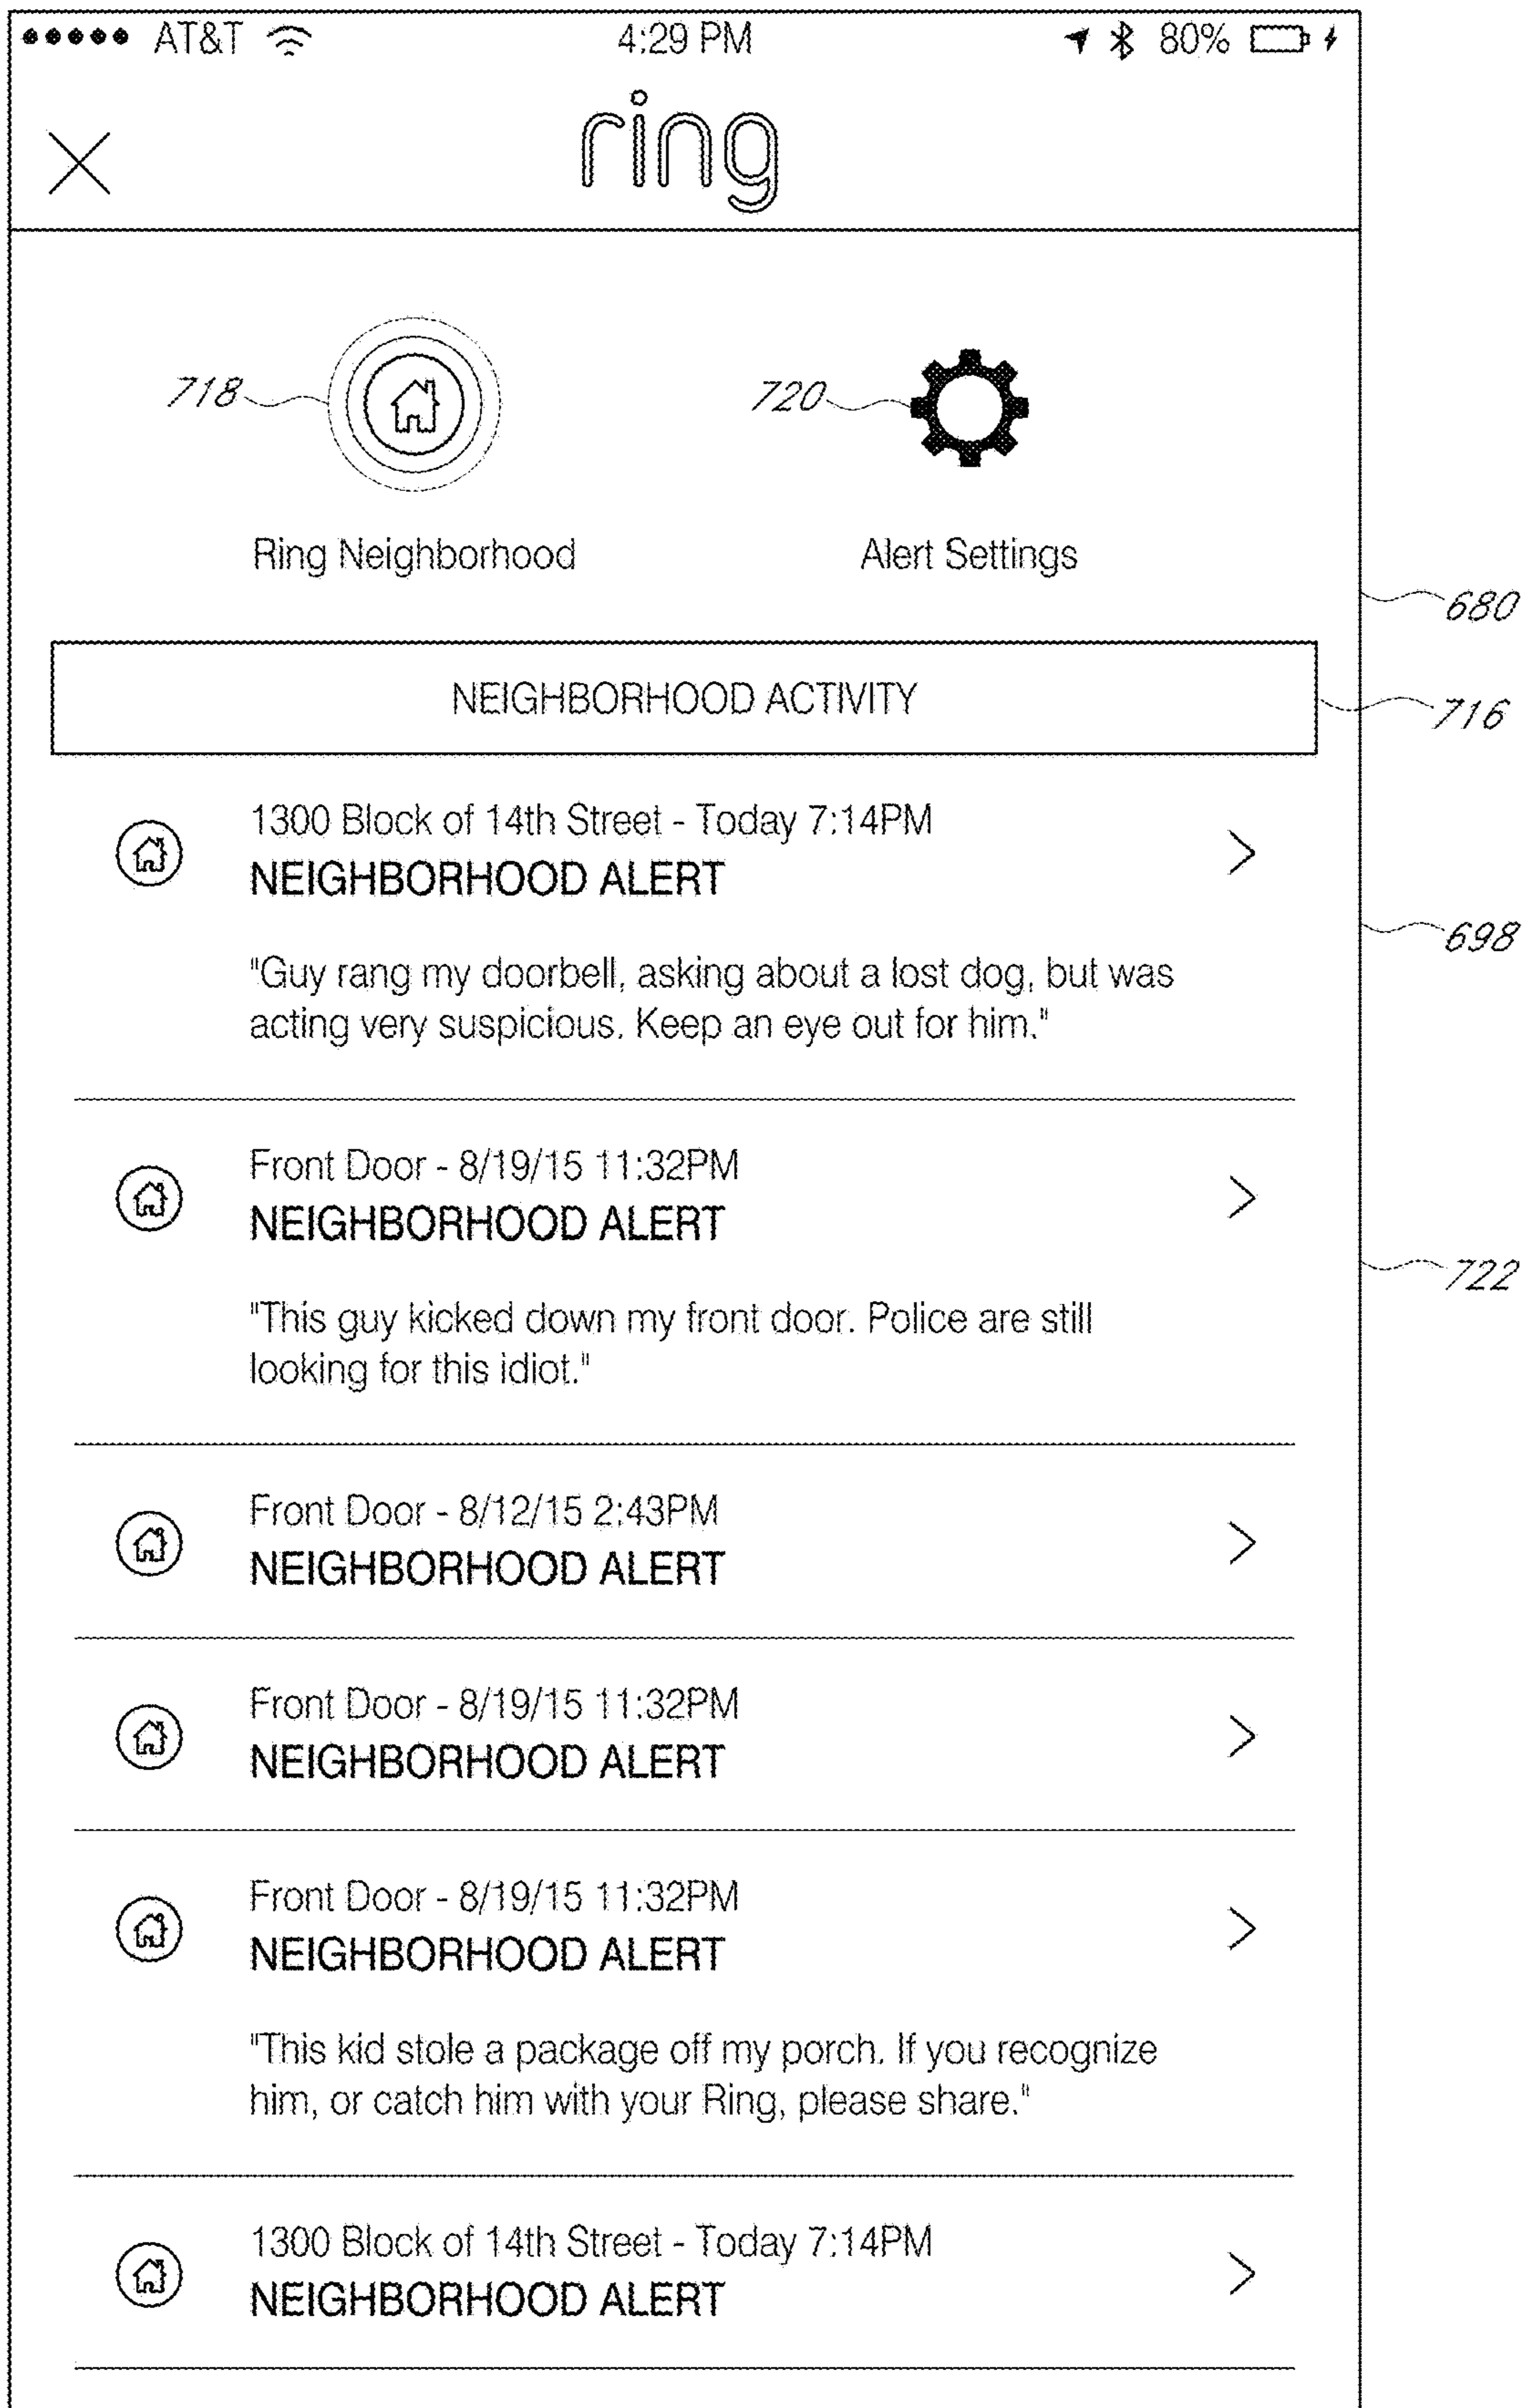 AT&T 4:29 PM 80%
ring
718 720
Ring Neighborhood Alert Settings
680
NEIGHBORHOOD ACTIVITY
716
1300 Block of 14th Street - Today 7:14PM
NEIGHBORHOOD ALERT
698
"Guy rang my doorbell, asking about a lost dog, but was
acting very suspicious. Keep an eye out for him."
Front Door - 8/19/15 11:32PM
NEIGHBORHOOD ALERT
722
"This guy kicked down my front door. Police are still
looking for this idiot."
Front Door - 8/12/15 2:43PM
NEIGHBORHOOD ALERT
Front Door - 8/19/15 11:32PM
NEIGHBORHOOD ALERT
Front Door - 8/19/15 11:32PM
NEIGHBORHOOD ALERT
"This kid stole a package off my porch. If you recognize
him, or catch him with your Ring, please share."
1300 Block of 14th Street - Today 7:14PM
NEIGHBORHOOD ALERT